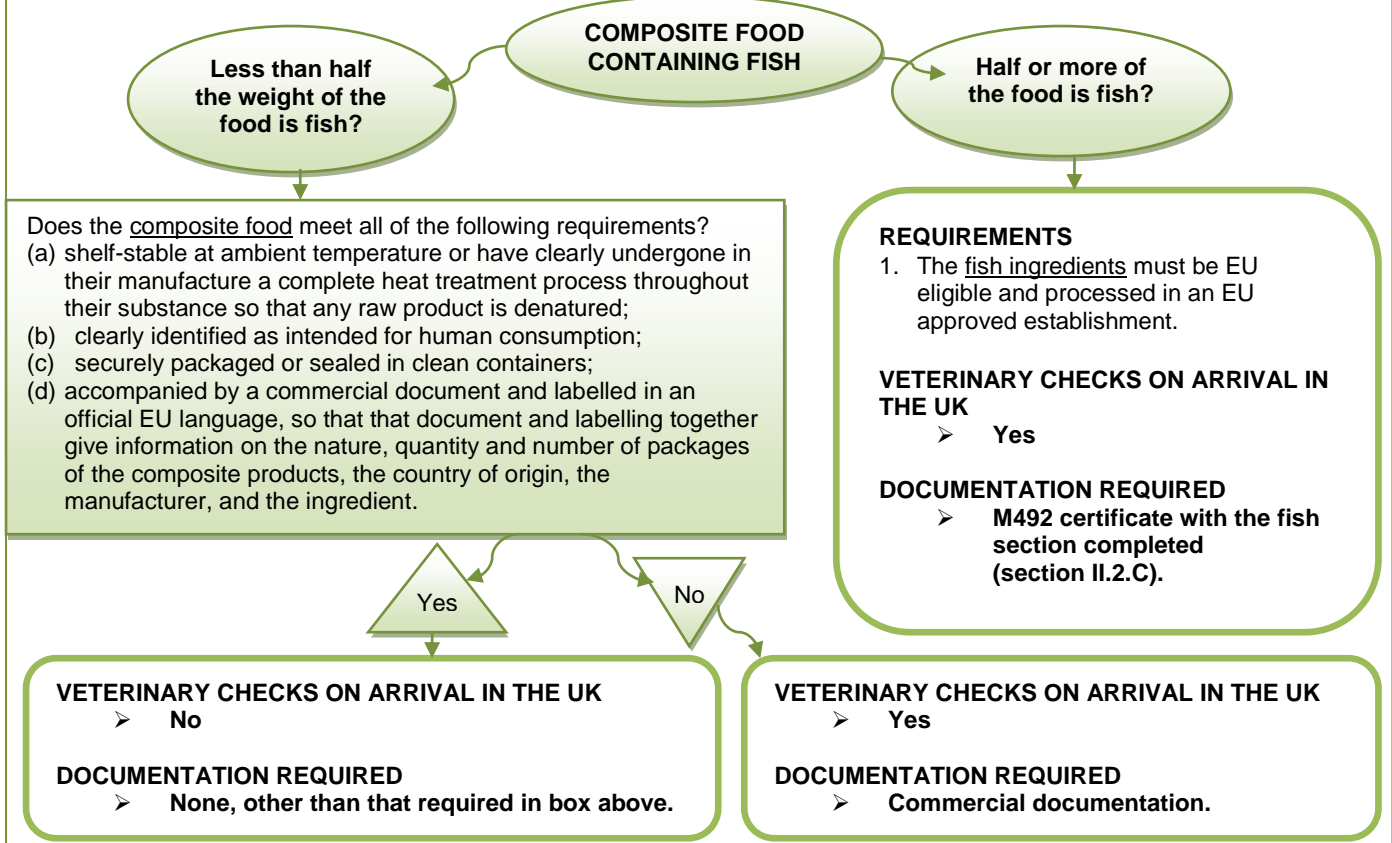 COMPOSITE FOOD
CONTAINING FISH
Less than half
the weight of the
food is fish?
Half or more of
the food is fish?
Does the composite food meet all of the following requirements?
(a) shelf-stable at ambient temperature or have clearly undergone in
their manufacture a complete heat treatment process throughout
their substance so that any raw product is denatured;
(b) clearly identified as intended for human consumption;
(c) securely packaged or sealed in clean containers;
(d) accompanied by a commercial document and labelled in an
official EU language, so that that document and labelling together
give information on the nature, quantity and number of packages
of the composite products, the country of origin, the
manufacturer, and the ingredient.
REQUIREMENTS
1. The fish ingredients must be EU
eligible and processed in an EU
approved establishment.
VETERINARY CHECKS ON ARRIVAL IN
THE UK
➢ Yes
DOCUMENTATION REQUIRED
➢ M492 certificate with the fish
section completed
(section II.2.C).
Yes
No
VETERINARY CHECKS ON ARRIVAL IN THE UK
➢ No
DOCUMENTATION REQUIRED
➢ None, other than that required in box above.
VETERINARY CHECKS ON ARRIVAL IN THE UK
➢ Yes
DOCUMENTATION REQUIRED
➢ Commercial documentation.